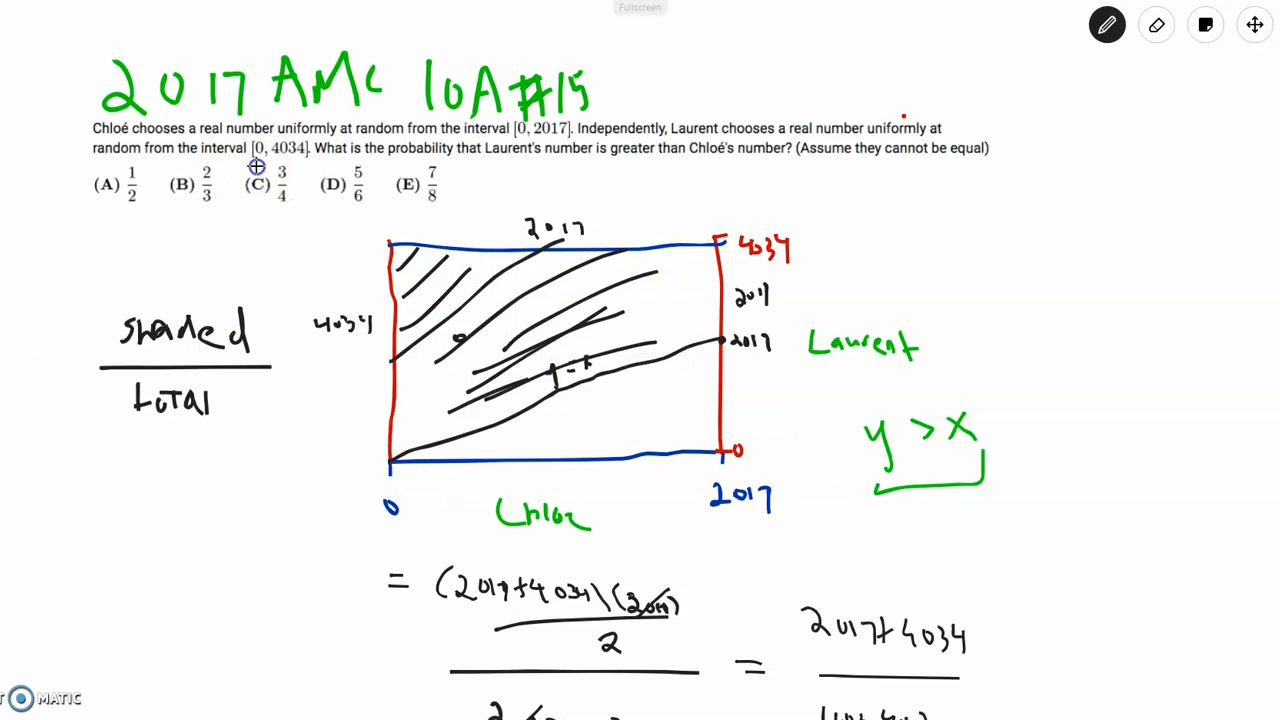 Fullscreen
2017 AMC 10A #15
Chloé chooses a real number uniformly at random from the interval [0, 2017]. Independently, Laurent chooses a real number uniformly at
random from the interval [0, 4034]. What is the probability that Laurent's number is greater than Chloé's number? (Assume they cannot be equal)
(A) 1/2 (B) 2/3 (C) 3/4 (D) 5/6 (E) 7/8
2017
4034
2017
4034
shaded
2017
Laurent
total
y > x
0
0
2017
Chloe
= (2017+4034)(2017)
2
= 2017+4034
MATIC